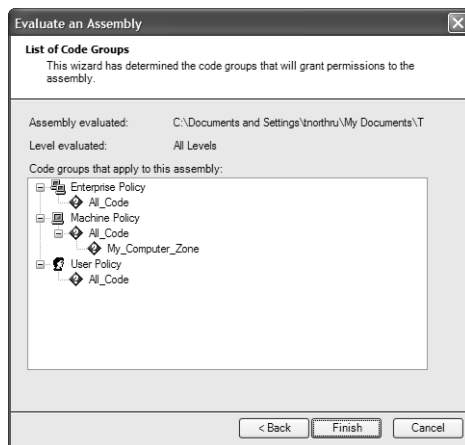 Evaluate an Assembly
List of Code Groups
This wizard has determined the code groups that will grant permissions to the
assembly.
Assembly evaluated: C:\Documents and Settings\tnorthru\My Documents\T
Level evaluated: All Levels
Code groups that apply to this assembly:
Enterprise Policy
All_Code
Machine Policy
All_Code
My_Computer_Zone
User Policy
All_Code
< Back Finish Cancel